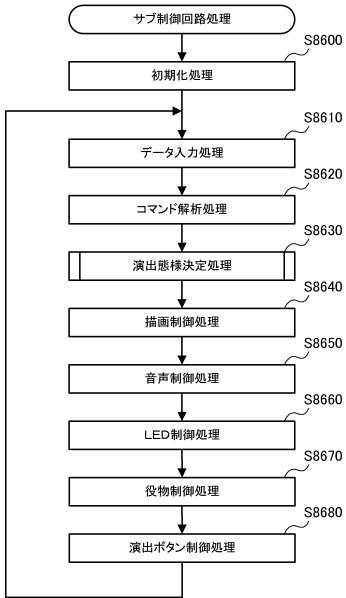 サブ制御回路処理
S8600
初期化処理
S8610
データ入力処理
S8620
コマンド解析処理
S8630
演出態様決定処理
S8640
描画制御処理
S8650
音声制御処理
S8660
LED制御処理
S8670
役物制御処理
S8680
演出ボタン制御処理